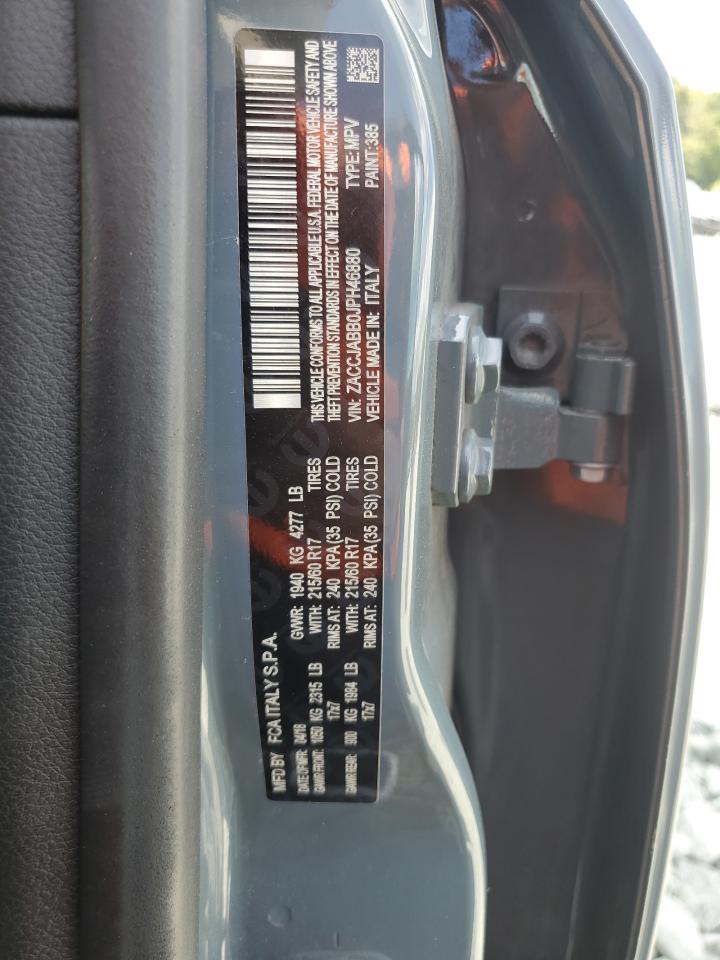 MFD BY FCA ITALY S.P.A.
DATE OF MFR: 04/18 GVWR: 1940 KG 4277 LB
GAWR FRONT: 1050 KG 2315 LB WITH: 215/60 R17 TIRES
17x7 RIMS AT: 240 KPA (35 PSI) COLD
GAWR REAR: 900 KG 1984 LB WITH: 215/60 R17 TIRES
17x7 RIMS AT: 240 KPA (35 PSI) COLD
THIS VEHICLE CONFORMS TO ALL APPLICABLE U.S.A. FEDERAL MOTOR VEHICLE SAFETY AND
THEFT PREVENTION STANDARDS IN EFFECT ON THE DATE OF MANUFACTURE SHOWN ABOVE
VIN: ZACCJABB0JPH46880 TYPE: MPV
VEHICLE MADE IN: ITALY PAINT: 385